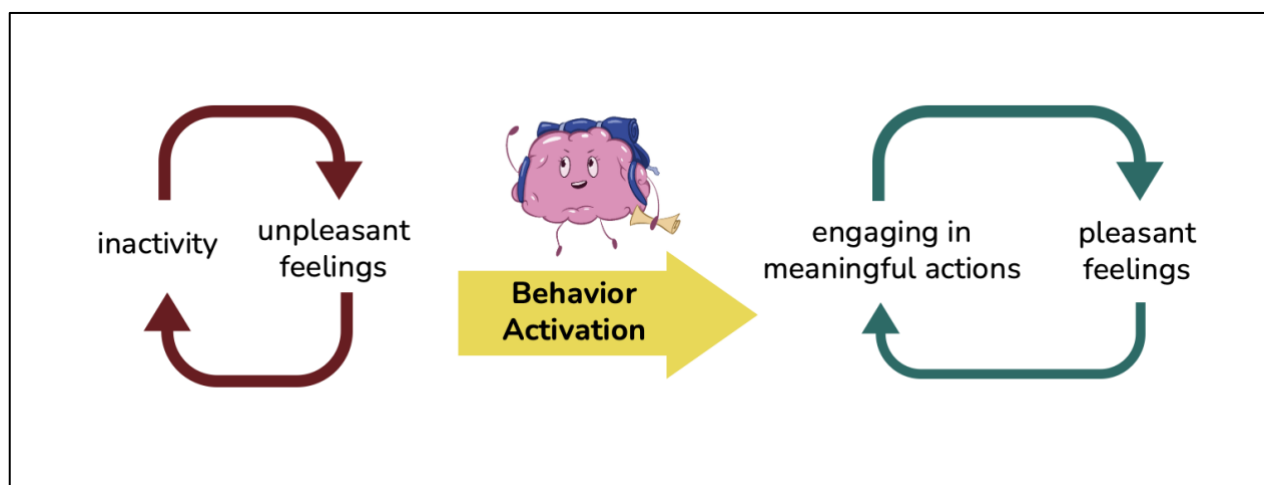 inactivity
unpleasant
feelings
Behavior
Activation
engaging in
meaningful actions
pleasant
feelings